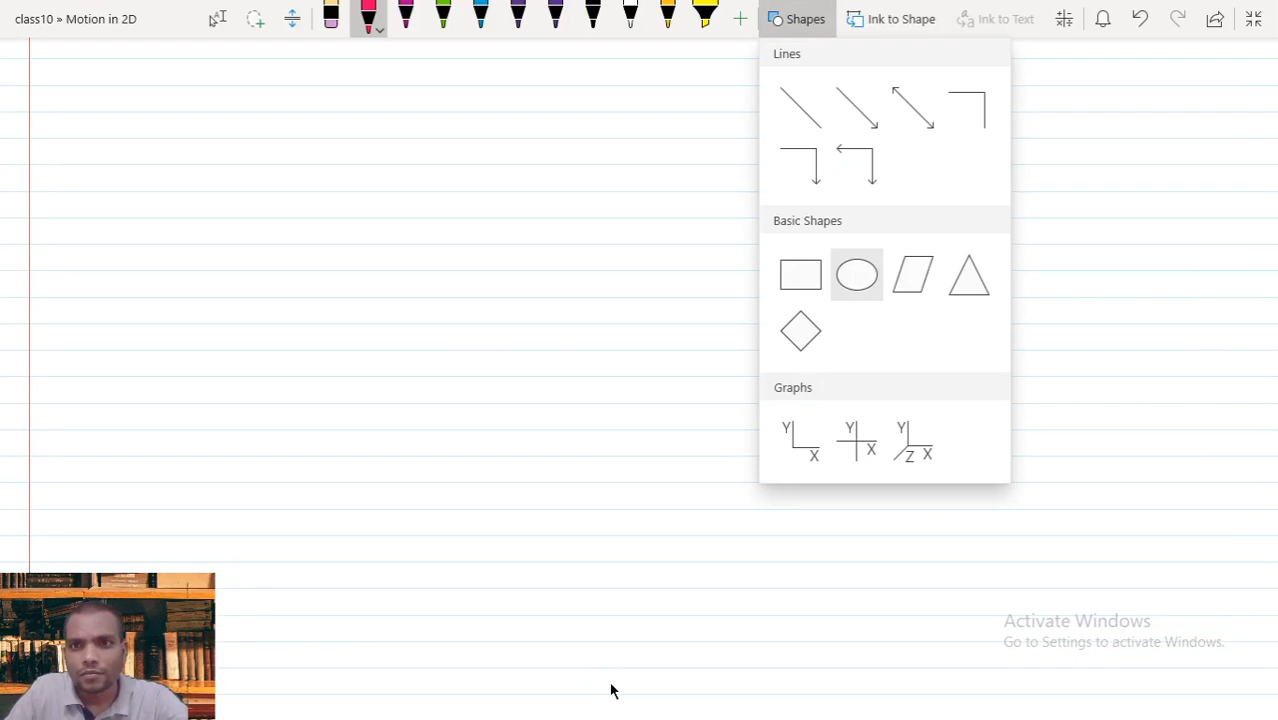 class10 » Motion in 2D
Shapes
Ink to Shape
Ink to Text
Lines
Basic Shapes
Graphs
Y
X
Y
X
Y
Z
X
Activate Windows
Go to Settings to activate Windows.